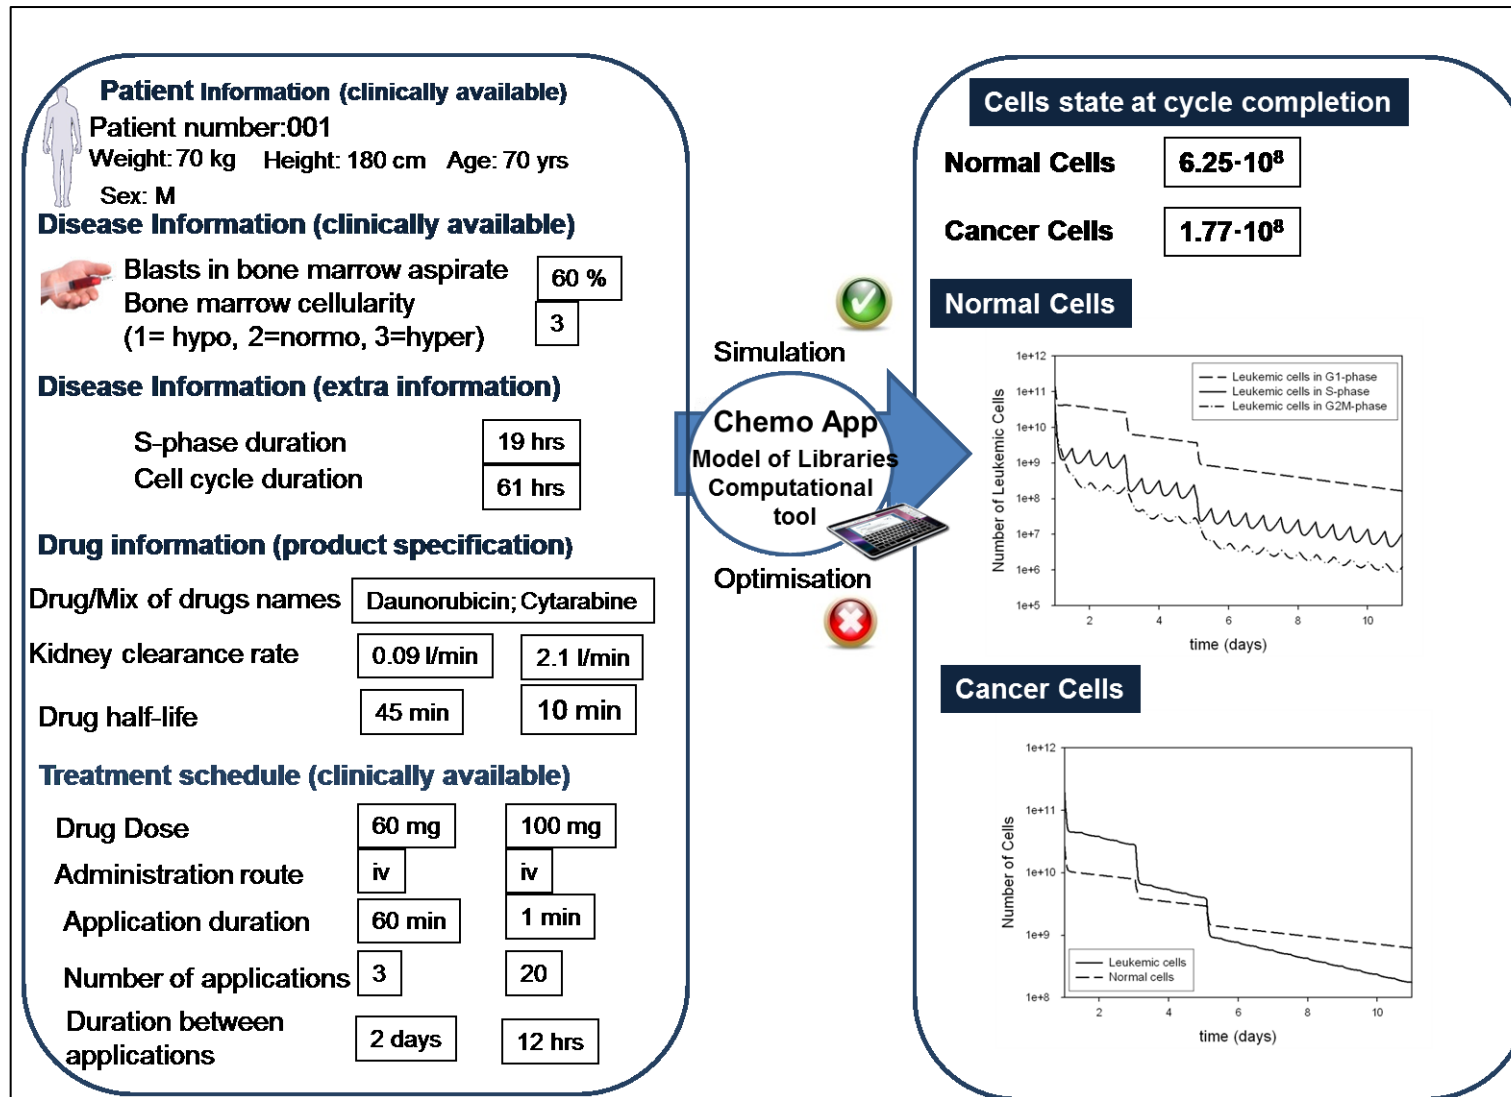 Patient Information (clinically available)
Patient number:001
Weight: 70 kg Height: 180 cm Age: 70 yrs
Sex: M
Disease Information (clinically available)
Blasts in bone marrow aspirate 60 %
Bone marrow cellularity 3
(1= hypo, 2=normo, 3=hyper)
Disease Information (extra information)
S-phase duration 19 hrs
Cell cycle duration 61 hrs
Drug information (product specification)
Drug/Mix of drugs names Daunorubicin; Cytarabine
Kidney clearance rate 0.09 l/min 2.1 l/min
Drug half-life 45 min 10 min
Treatment schedule (clinically available)
Drug Dose 60 mg 100 mg
Administration route iv iv
Application duration 60 min 1 min
Number of applications 3 20
Duration between
applications 2 days 12 hrs
Simulation
Chemo App
Model of Libraries
Computational
tool
Optimisation
Cells state at cycle completion
Normal Cells 6.25·10⁸
Cancer Cells 1.77·10⁸
Normal Cells
Number of Leukemic Cells
1e+12
1e+11
1e+10
1e+9
1e+8
1e+7
1e+6
1e+5
Leukemic cells in G1-phase
Leukemic cells in S-phase
Leukemic cells in G2M-phase
2 4 6 8 10
time (days)
Cancer Cells
Number of Cells
1e+12
1e+11
1e+10
1e+9
1e+8
Leukemic cells
Normal cells
2 4 6 8 10
time (days)